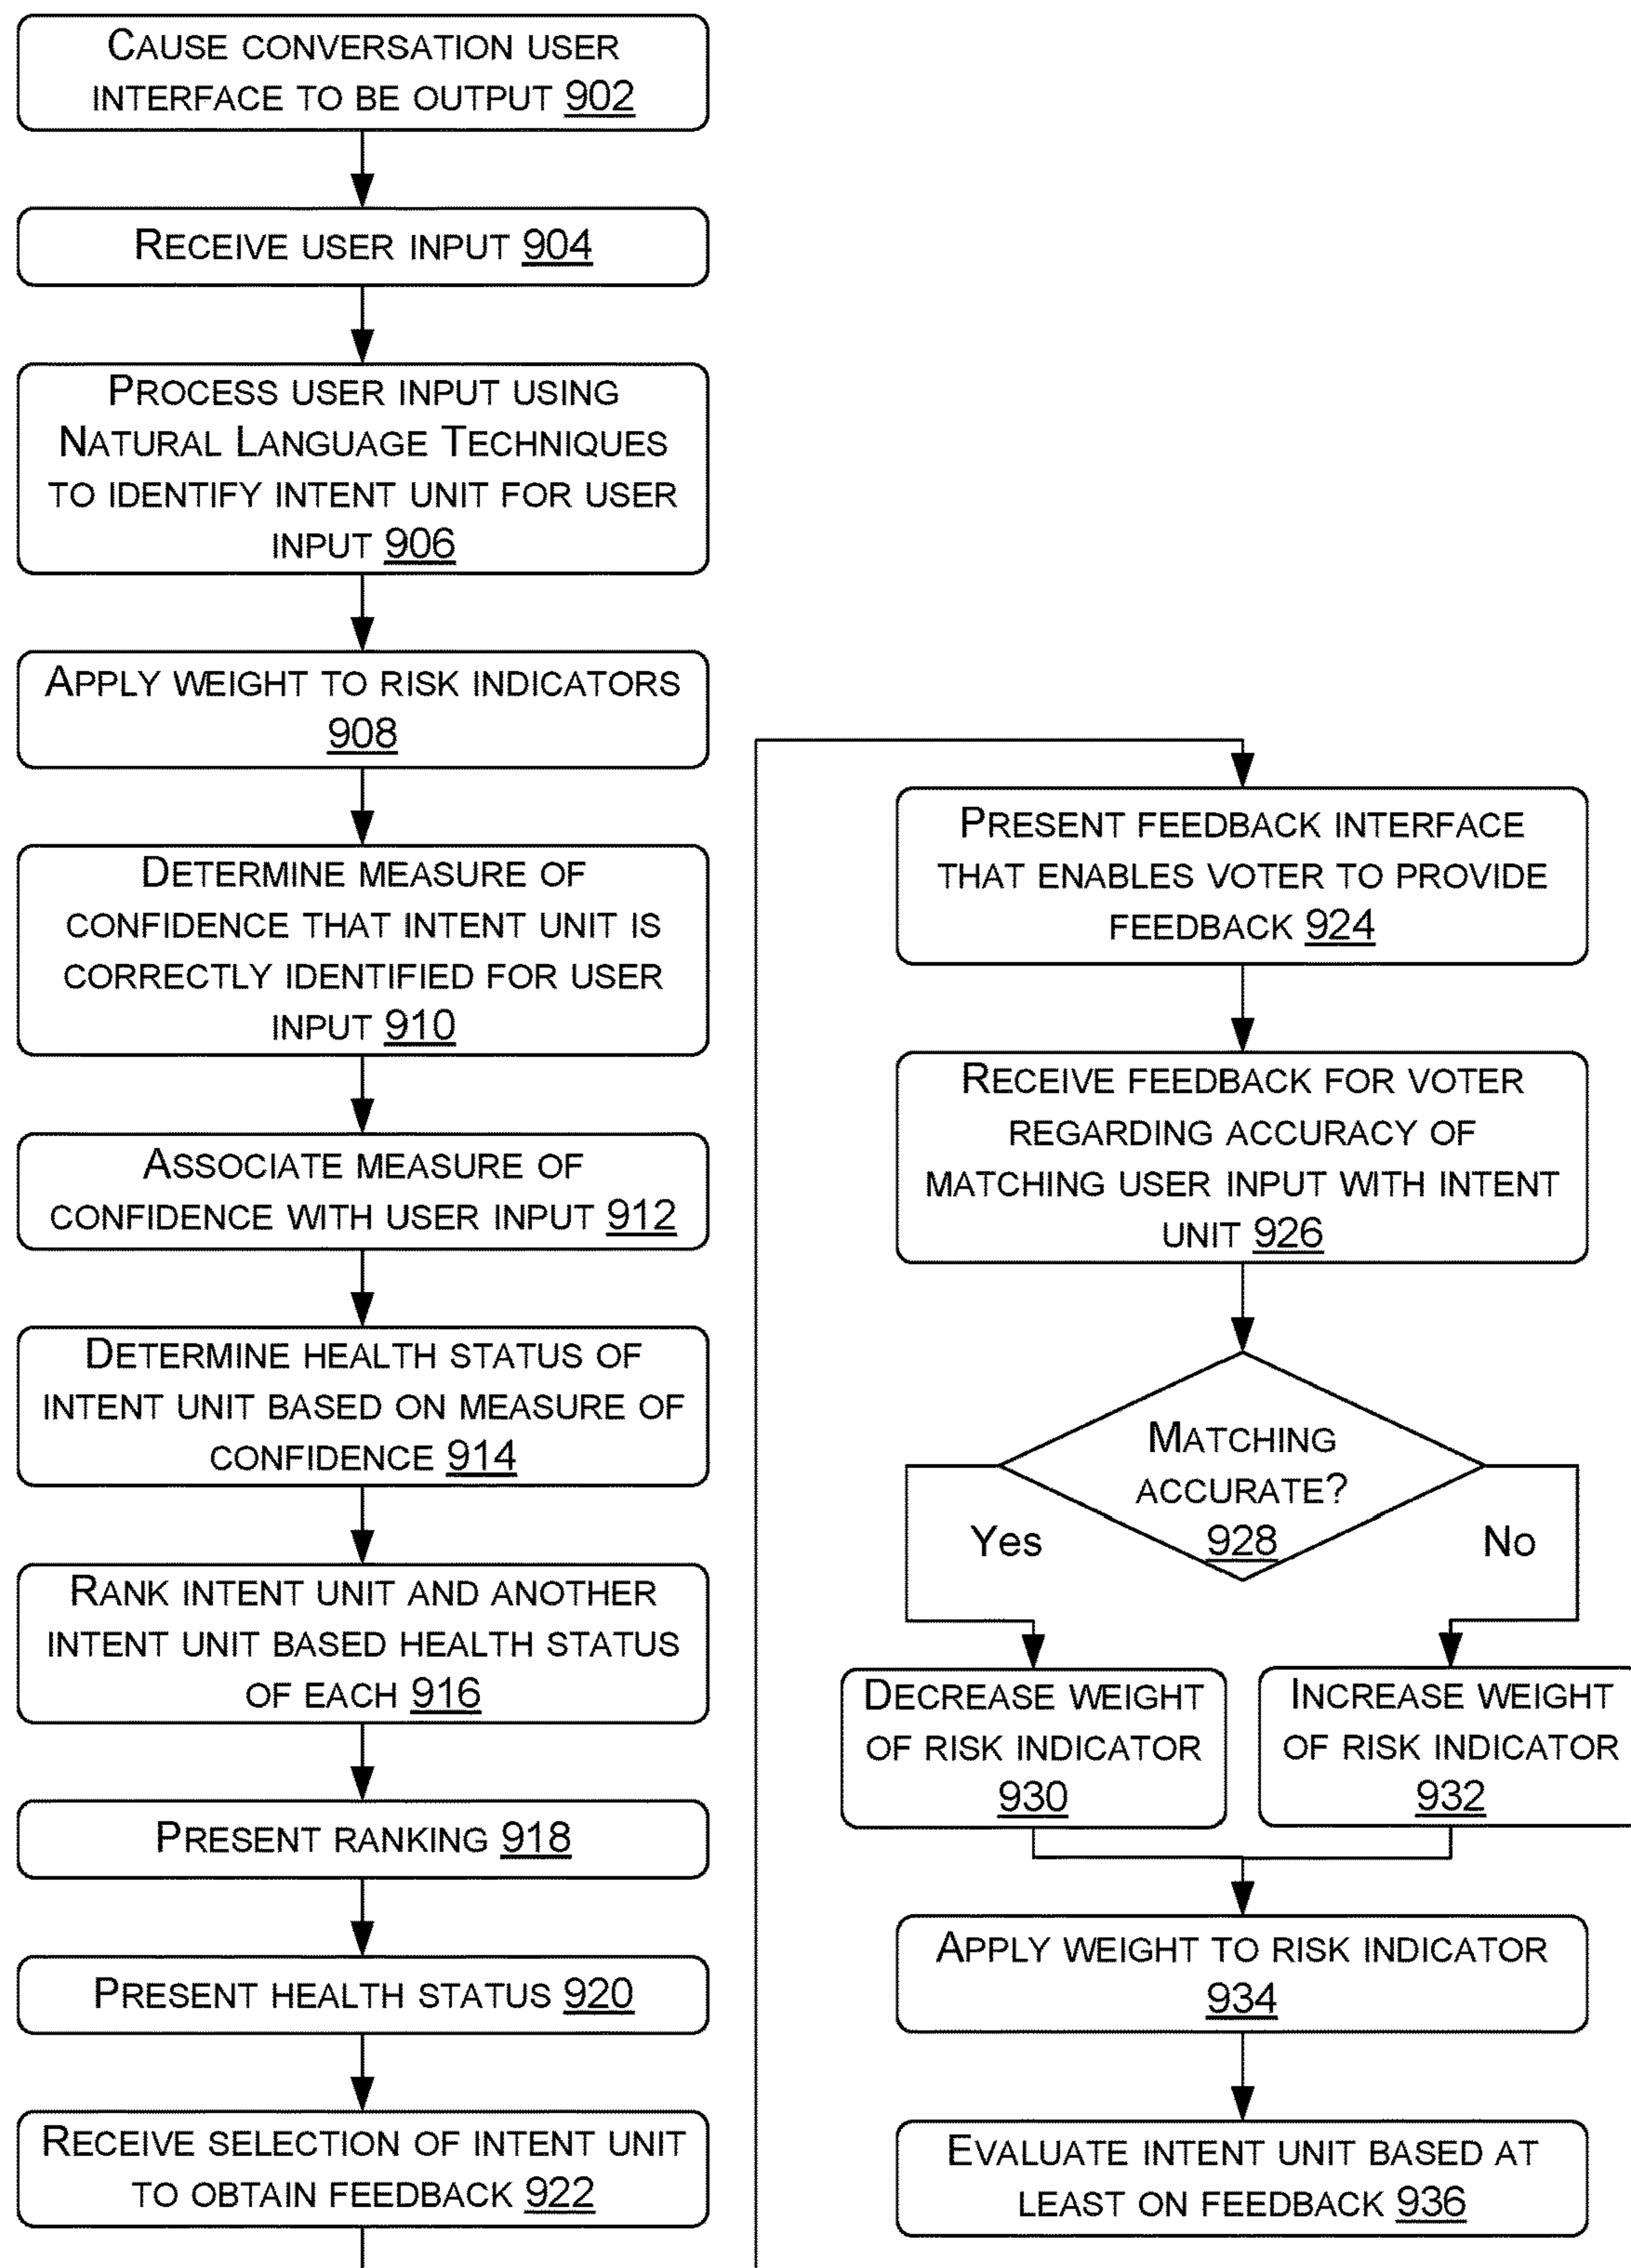 CAUSE CONVERSATION USER
INTERFACE TO BE OUTPUT 902
RECEIVE USER INPUT 904
PROCESS USER INPUT USING
NATURAL LANGUAGE TECHNIQUES
TO IDENTIFY INTENT UNIT FOR USER
INPUT 906
APPLY WEIGHT TO RISK INDICATORS
908
DETERMINE MEASURE OF
CONFIDENCE THAT INTENT UNIT IS
CORRECTLY IDENTIFIED FOR USER
INPUT 910
ASSOCIATE MEASURE OF
CONFIDENCE WITH USER INPUT 912
DETERMINE HEALTH STATUS OF
INTENT UNIT BASED ON MEASURE OF
CONFIDENCE 914
RANK INTENT UNIT AND ANOTHER
INTENT UNIT BASED HEALTH STATUS
OF EACH 916
PRESENT RANKING 918
PRESENT HEALTH STATUS 920
RECEIVE SELECTION OF INTENT UNIT
TO OBTAIN FEEDBACK 922
PRESENT FEEDBACK INTERFACE
THAT ENABLES VOTER TO PROVIDE
FEEDBACK 924
RECEIVE FEEDBACK FOR VOTER
REGARDING ACCURACY OF
MATCHING USER INPUT WITH INTENT
UNIT 926
MATCHING
ACCURATE?
928
Yes
No
DECREASE WEIGHT
OF RISK INDICATOR
930
INCREASE WEIGHT
OF RISK INDICATOR
932
APPLY WEIGHT TO RISK INDICATOR
934
EVALUATE INTENT UNIT BASED AT
LEAST ON FEEDBACK 936